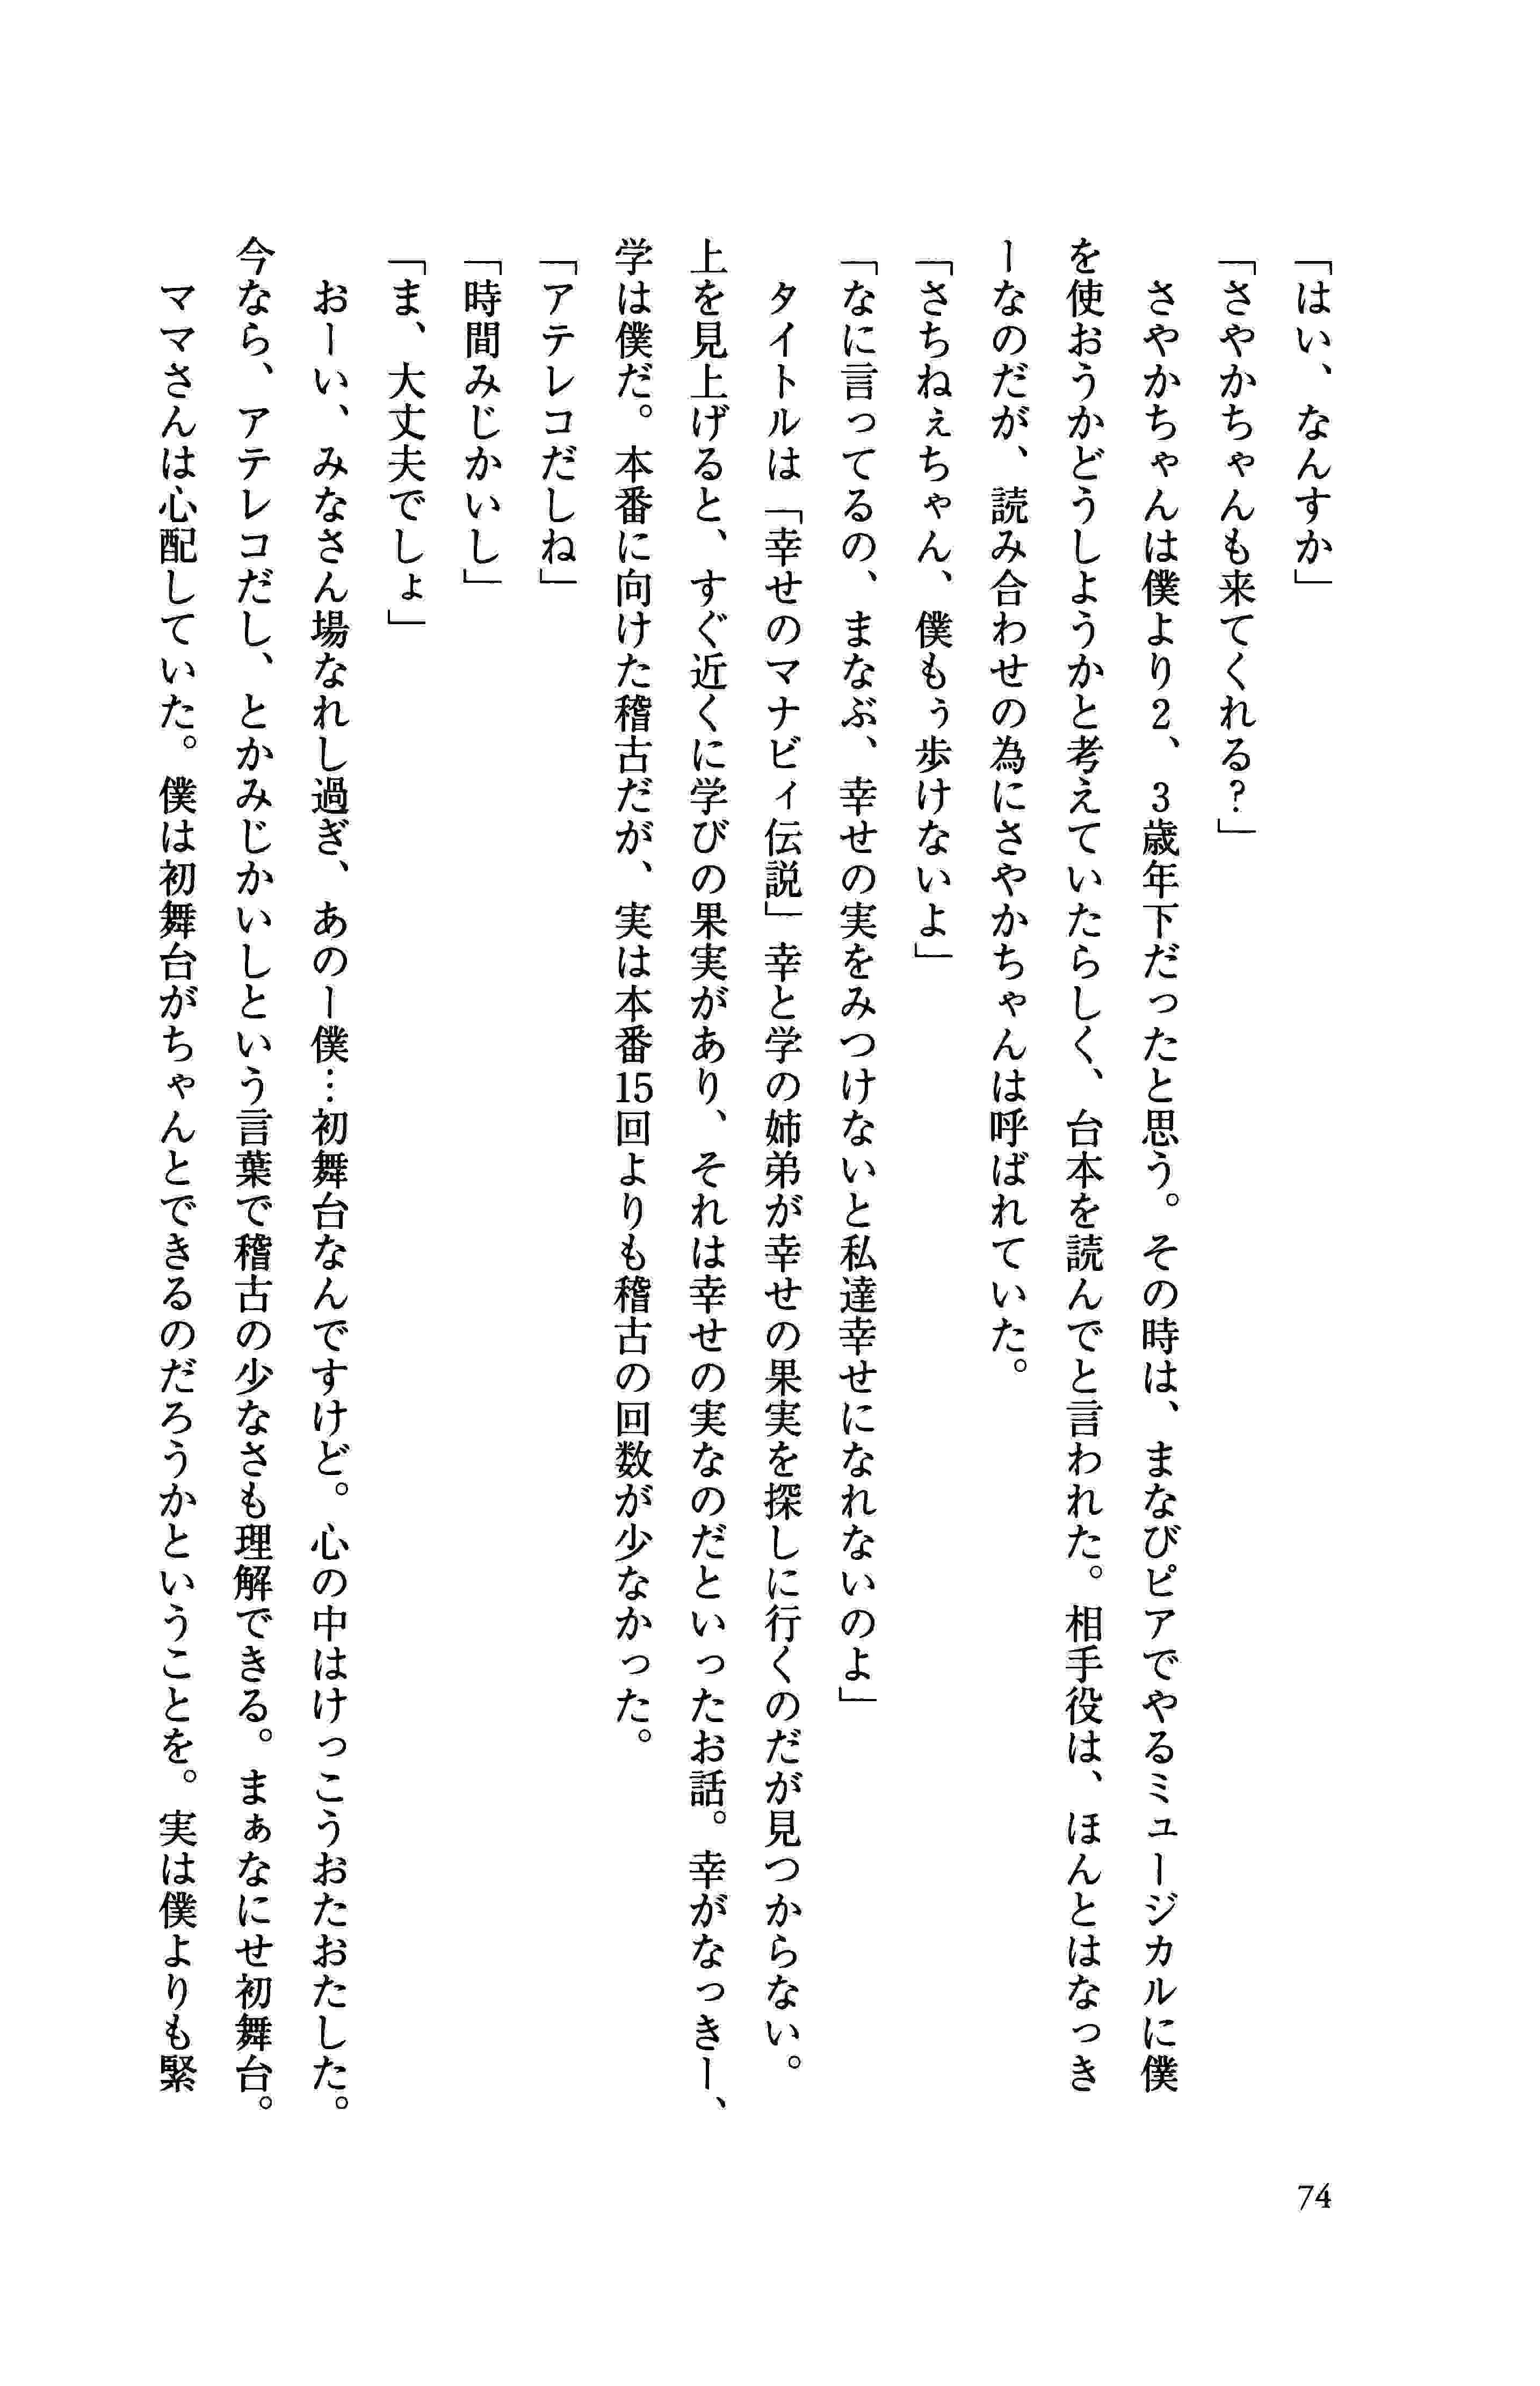 「はい、なんすか」
「さやかちゃんも来てくれる？」
　さやかちゃんは僕より２、３歳年下だったと思う。その時は、まなびピアでやるミュージカルに僕
を使おうかどうしようかと考えていたらしく、台本を読んでと言われた。相手役は、ほんとはなっき
ーなのだが、読み合わせの為にさやかちゃんは呼ばれていた。
「さちねぇちゃん、僕もぅ歩けないよ」
「なに言ってるの、まなぶ、幸せの実をみつけないと私達幸せになれないのよ」
　タイトルは「幸せのマナビィ伝説」幸と学の姉弟が幸せの果実を探しに行くのだが見つからない。
上を見上げると、すぐ近くに学びの果実があり、それは幸せの実なのだといったお話。幸がなっきー、
学は僕だ。本番に向けた稽古だが、実は本番15回よりも稽古の回数が少なかった。
「アテレコだしね」
「時間みじかいし」
「ま、大丈夫でしょ」
　おーい、みなさん場なれし過ぎ、あのー僕…初舞台なんですけど。心の中はけっこうおたおたした。
今なら、アテレコだし、とかみじかいしという言葉で稽古の少なさも理解できる。まぁなにせ初舞台。
　ママさんは心配していた。僕は初舞台がちゃんとできるのだろうかということを。実は僕よりも緊
74